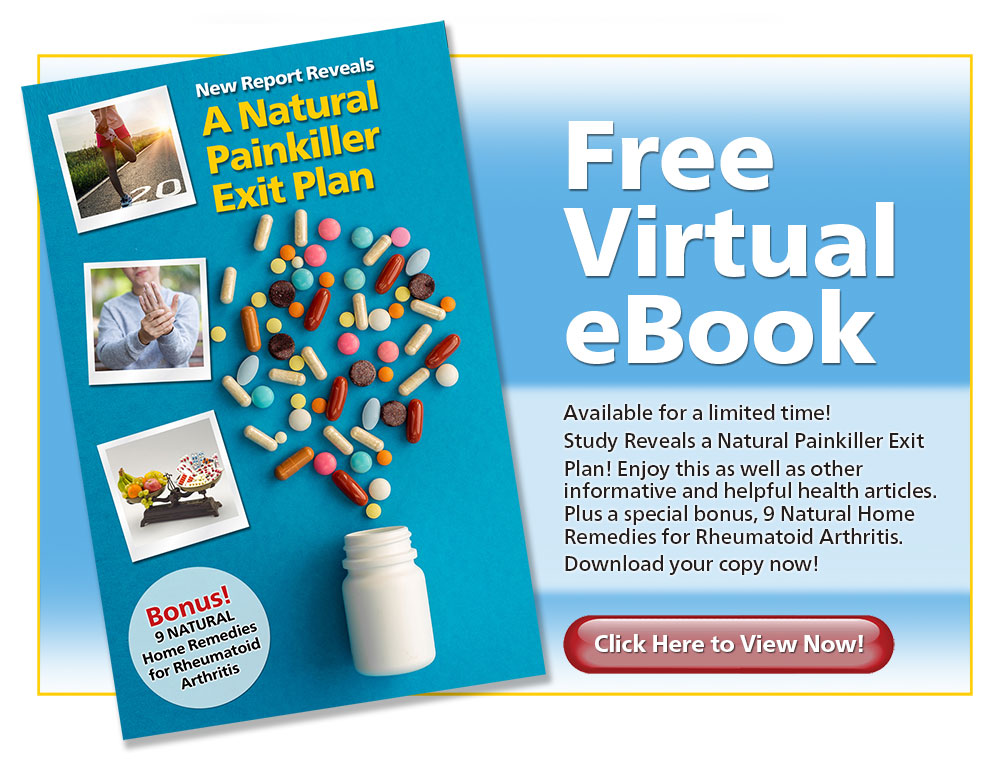 New Report Reveals
A Natural
Painkiller
Exit Plan
20
Bonus!
9 NATURAL
Home Remedies
for Rheumatoid
Arthritis
Free
Virtual
eBook
Available for a limited time!
Study Reveals a Natural Painkiller Exit
Plan! Enjoy this as well as other
informative and helpful health articles.
Plus a special bonus, 9 Natural Home
Remedies for Rheumatoid Arthritis.
Download your copy now!
Click Here to View Now!